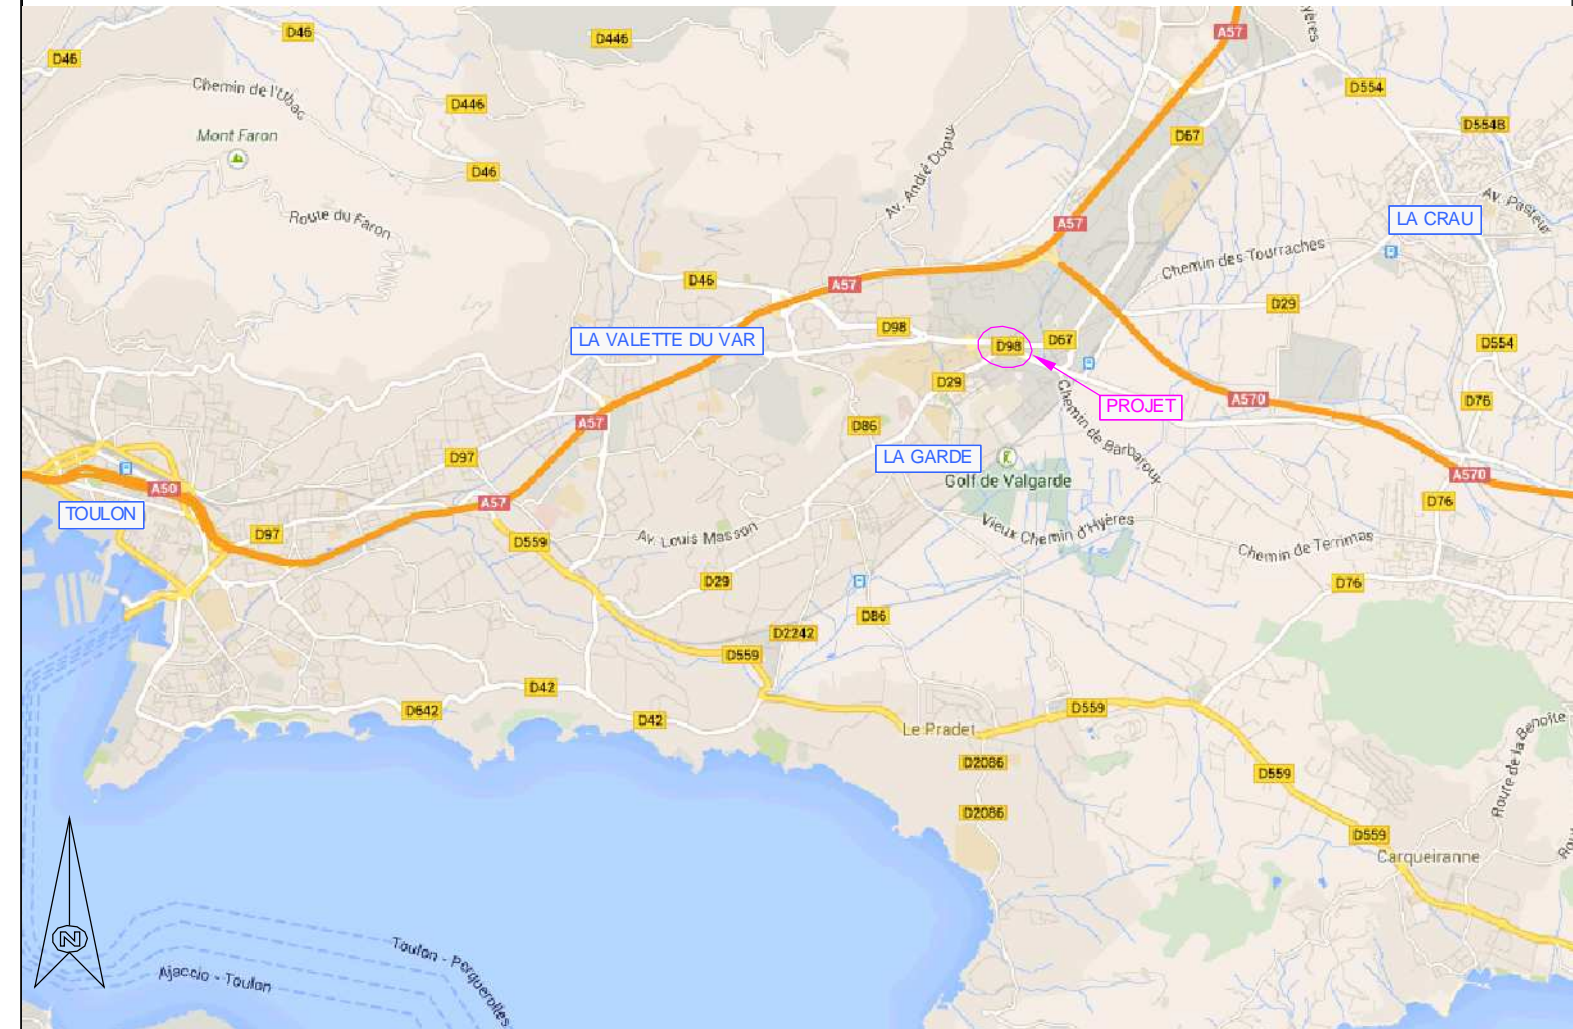 D46
D46
D446
A57
Hyères
D446
Chemin de l'Ubac
D554
D554B
Mont Faron
D67
D46
Av. André Dupuy
Av. Pasteur
Route du Faron
A57
LA CRAU
Chemin des Tourraches
D46
A57
D29
D98
LA VALETTE DU VAR
D98
D67
D554
D29
PROJET
A570
D76
Chemin de Barbaroux
A57
D86
D97
LA GARDE
Golf de Valgarde
A570
A50
A57
D76
TOULON
D97
D559
Av. Louis Masson
Vieux Chemin d'Hyères
Chemin de Terrimas
D29
D76
D86
D2242
D559
D42
D642
D42
D559
Le Pradet
Route de la Benoîte
D2086
D559
D2086
D559
Carqueiranne
N
Toulon - Porquerolles
Ajaccio - Toulon